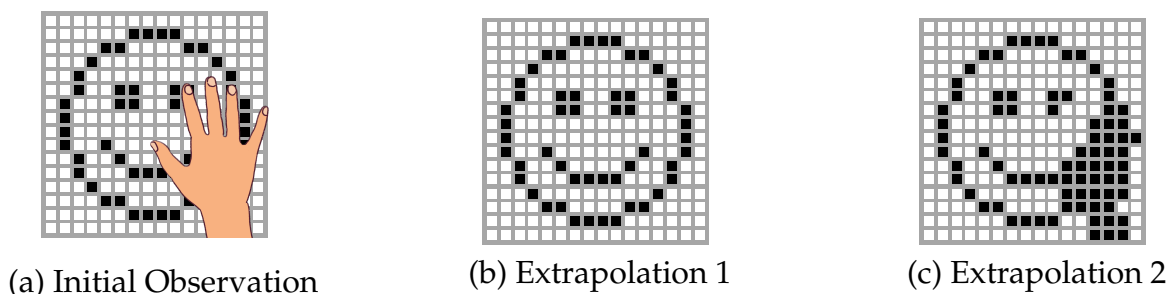 (a) Initial Observation
(b) Extrapolation 1
(c) Extrapolation 2